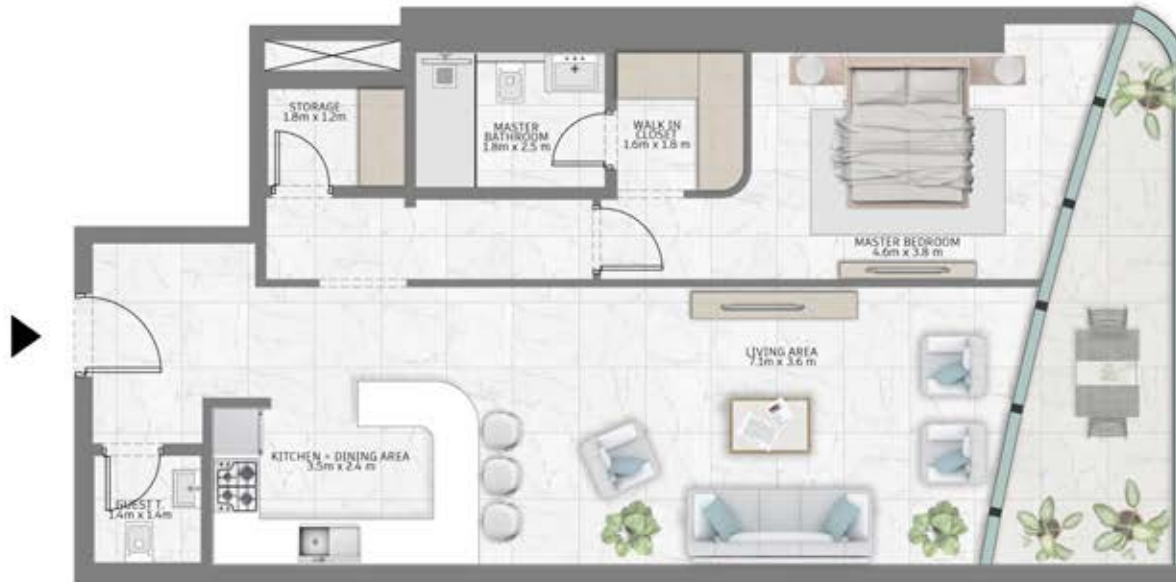 STORAGE
1.8m x 1.2m
MASTER
BATHROOM
1.8m x 2.5 m
WALK IN
CLOSET
1.6m x 1.8 m
MASTER BEDROOM
4.6m x 3.8 m
LIVING AREA
7.1m x 3.6 m
KITCHEN + DINING AREA
3.5m x 2.4 m
GUEST T.
1.4m x 1.4m